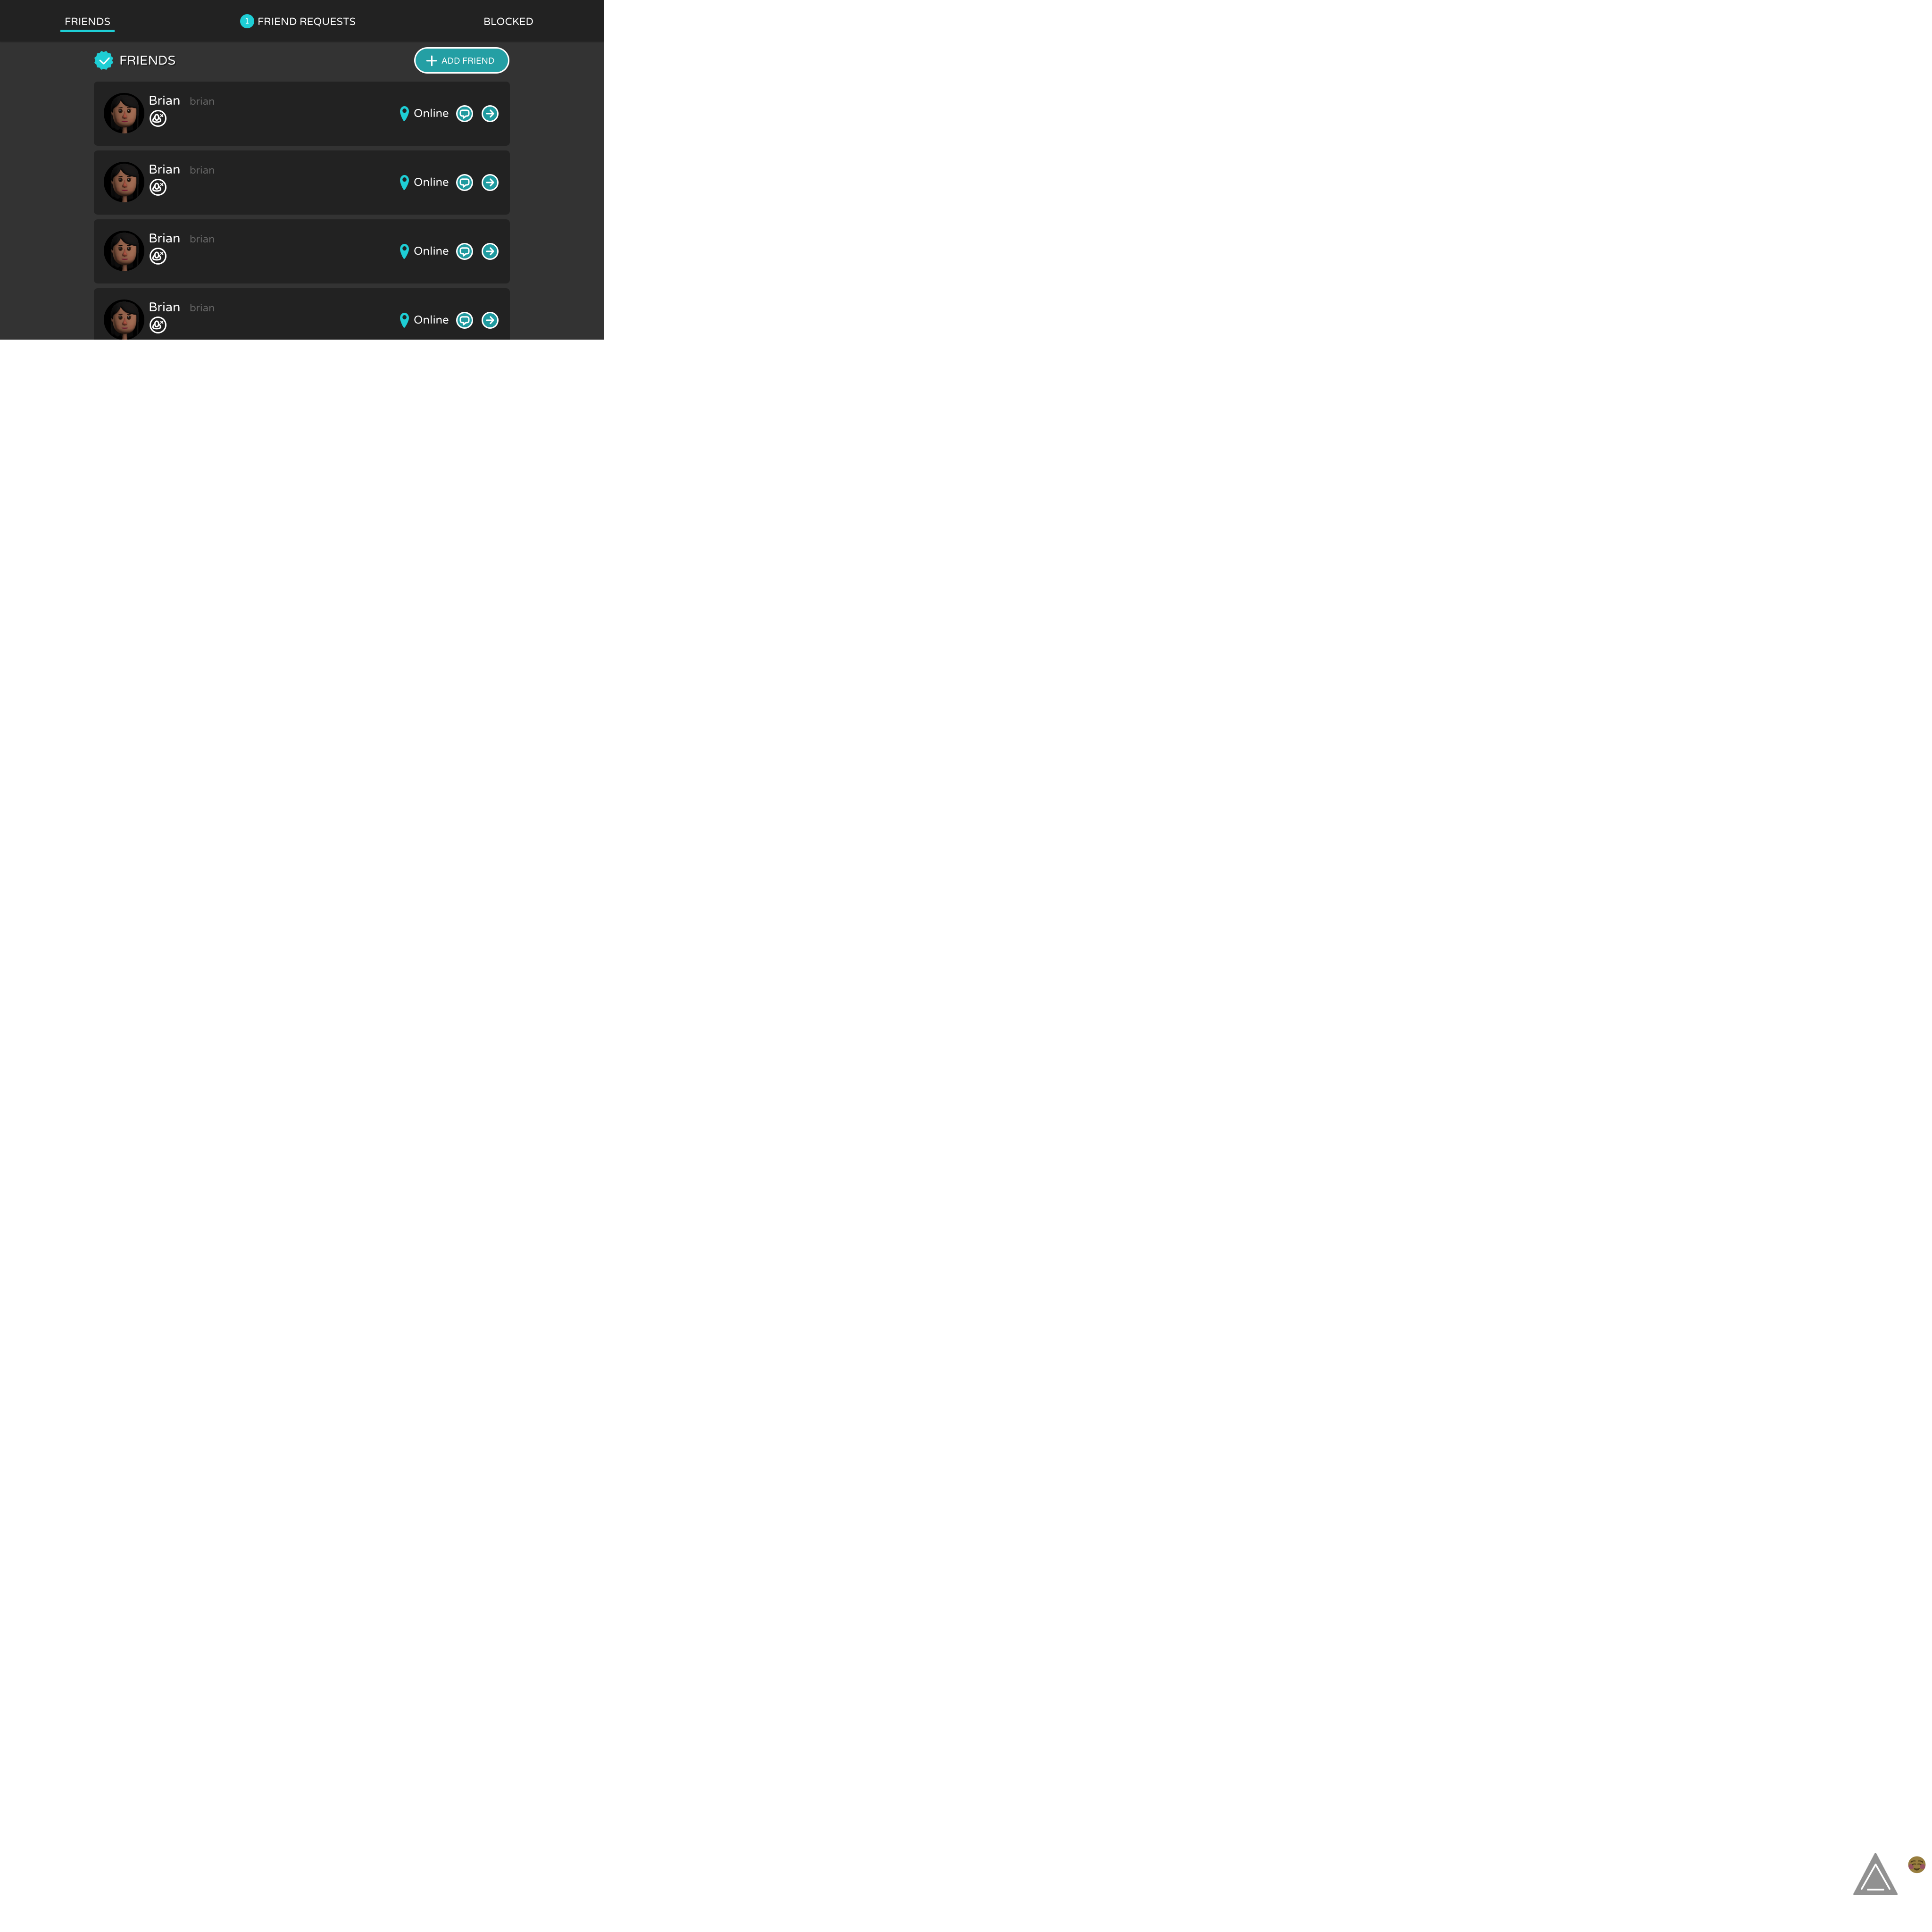 FRIENDS
1 FRIEND REQUESTS
BLOCKED
FRIENDS
ADD FRIEND
Brian brian
Online
Brian brian
Online
Brian brian
Online
Brian brian
Online